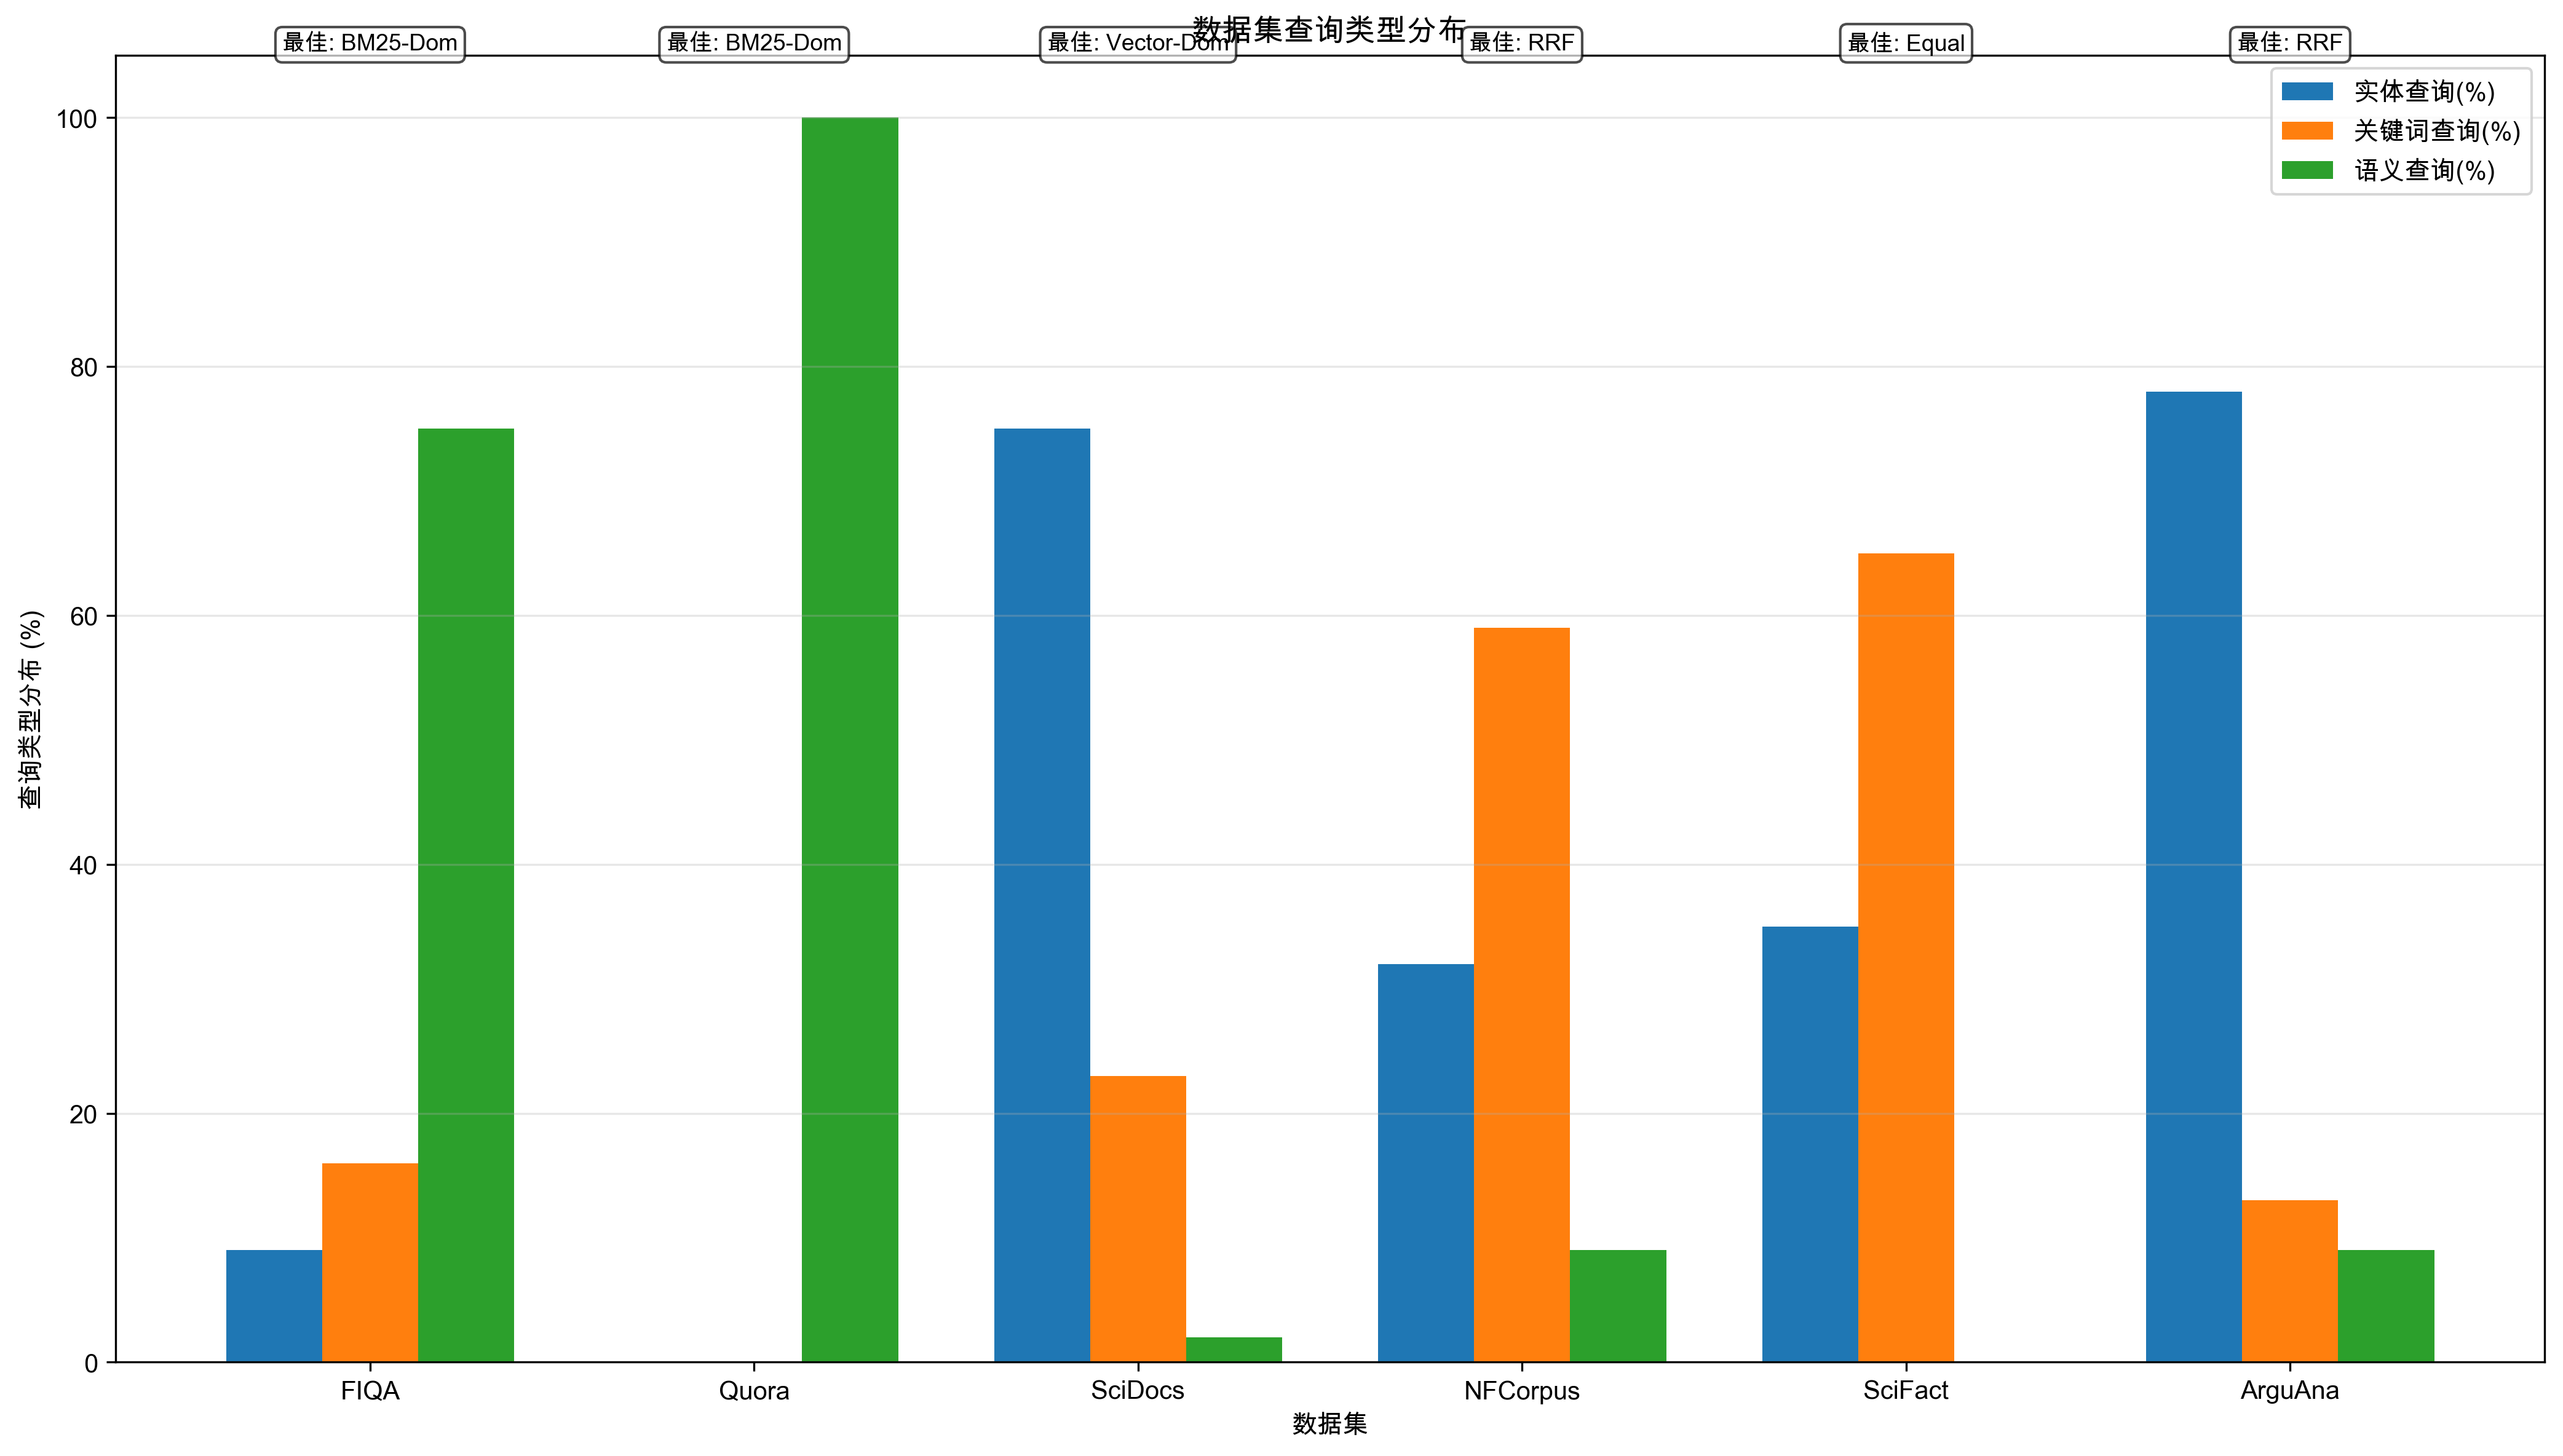 数据集查询类型分布
最佳: BM25-Dom
最佳: BM25-Dom
最佳: Vector-Dom
最佳: RRF
最佳: Equal
最佳: RRF
实体查询(%)
关键词查询(%)
语义查询(%)
查询类型分布 (%)
100
80
60
40
20
0
FIQA
Quora
SciDocs
NFCorpus
SciFact
ArguAna
数据集